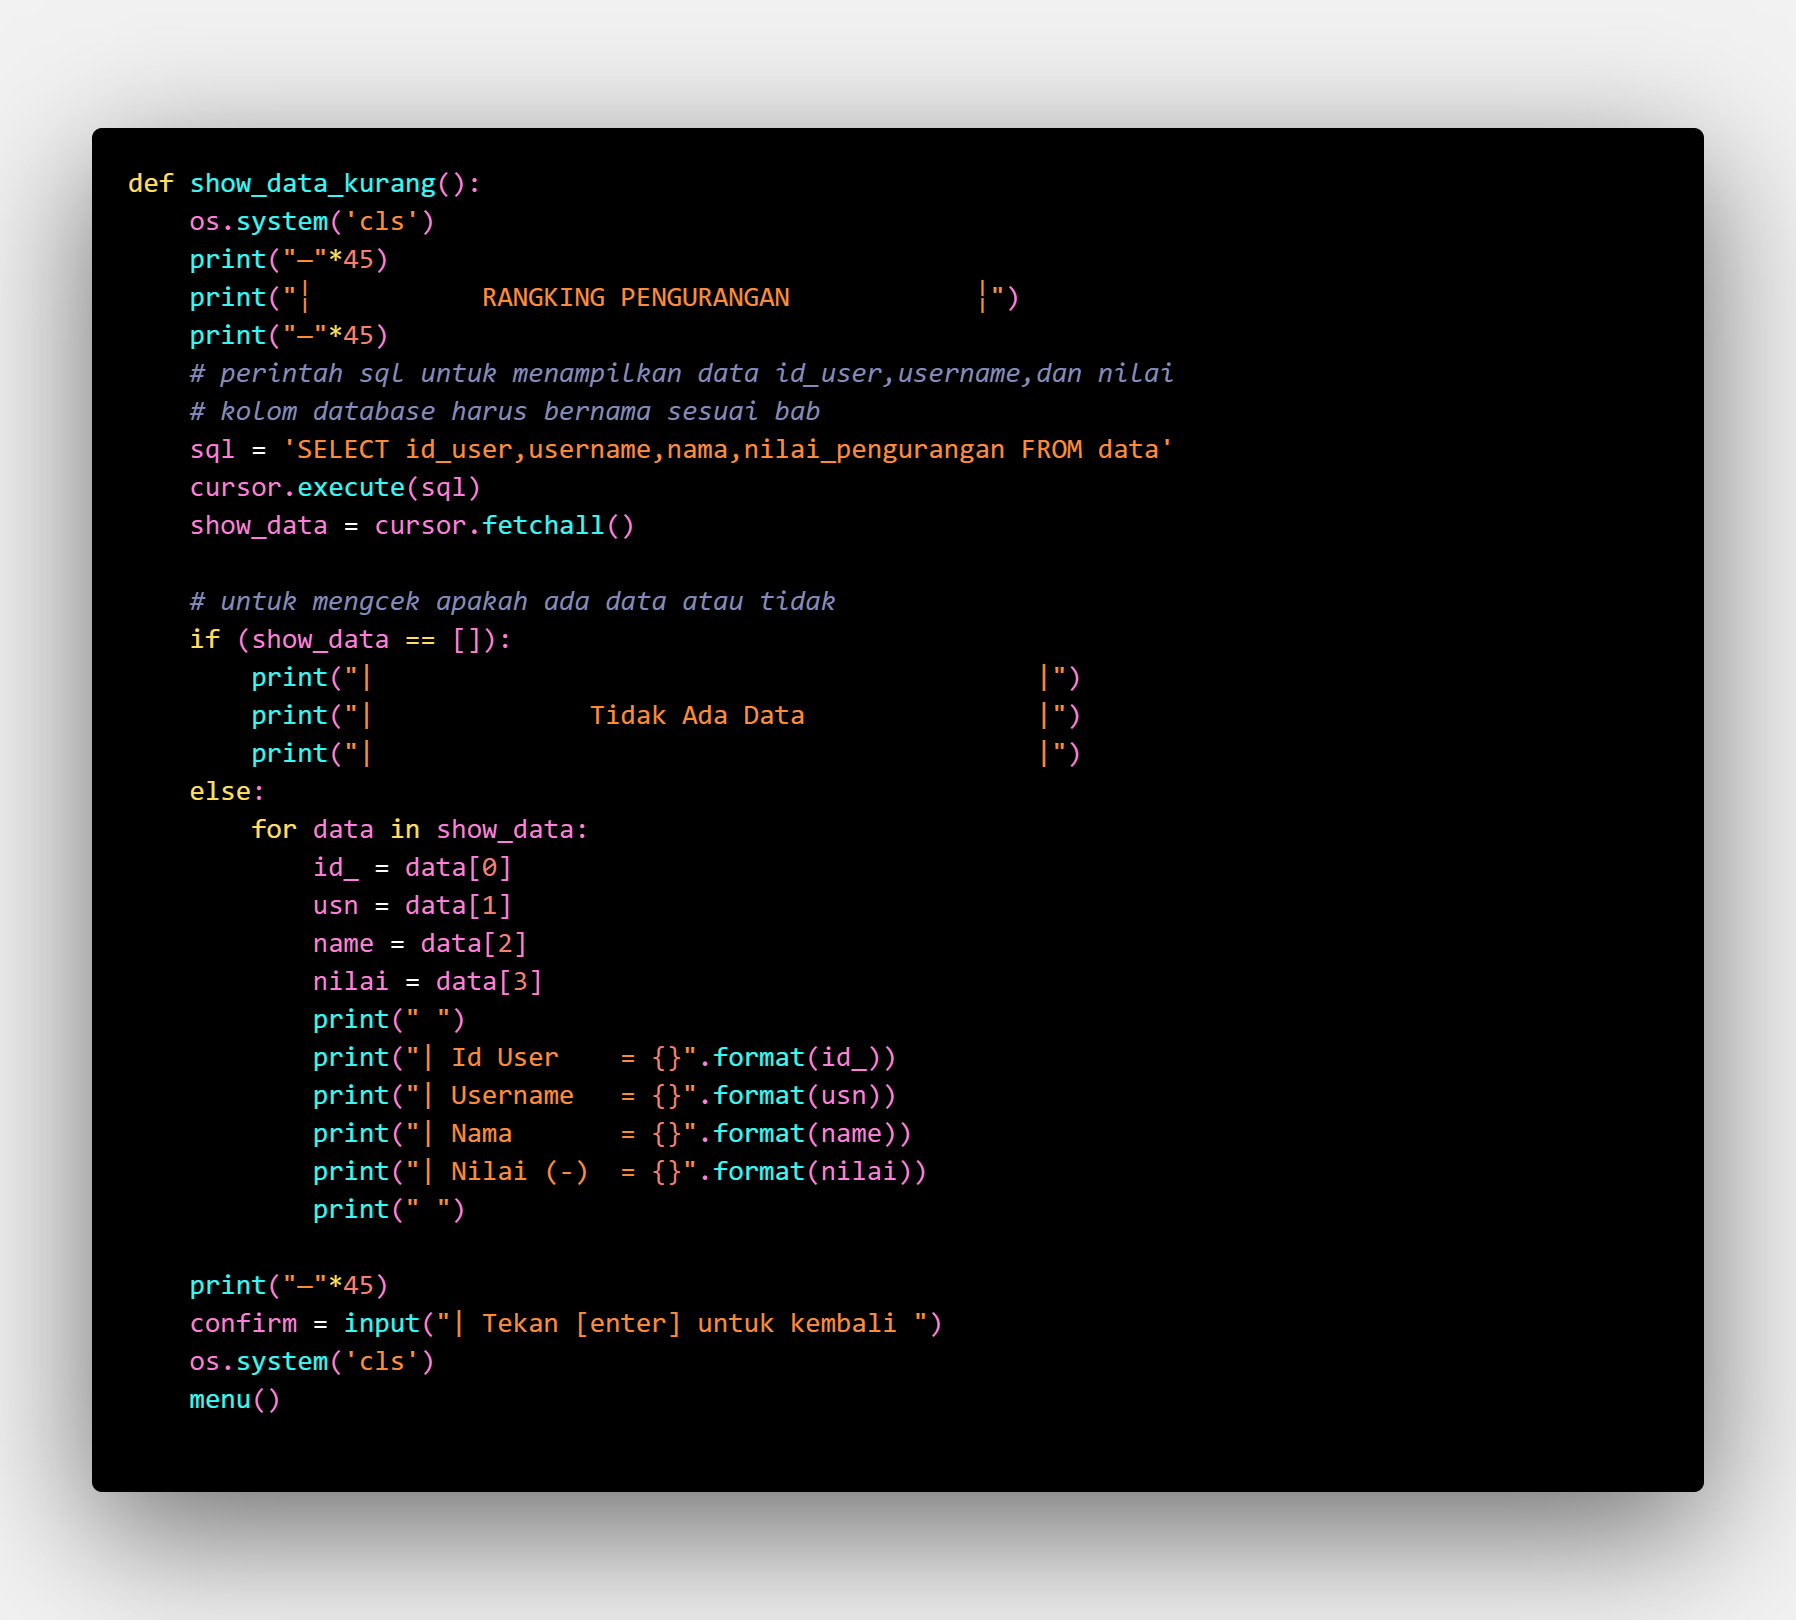 def show_data_kurang():
    os.system('cls')
    print("—"*45)
    print("¦           RANGKING PENGURANGAN            ¦")
    print("—"*45)
    # perintah sql untuk menampilkan data id_user,username,dan nilai
    # kolom database harus bernama sesuai bab
    sql = 'SELECT id_user,username,nama,nilai_pengurangan FROM data'
    cursor.execute(sql)
    show_data = cursor.fetchall()

    # untuk mengcek apakah ada data atau tidak
    if (show_data == []):
        print("|                                           |")
        print("|              Tidak Ada Data               |")
        print("|                                           |")
    else:
        for data in show_data:
            id_ = data[0]
            usn = data[1]
            name = data[2]
            nilai = data[3]
            print(" ")
            print("| Id User    = {}".format(id_))
            print("| Username   = {}".format(usn))
            print("| Nama       = {}".format(name))
            print("| Nilai (-)  = {}".format(nilai))
            print(" ")

    print("—"*45)
    confirm = input("| Tekan [enter] untuk kembali ")
    os.system('cls')
    menu()